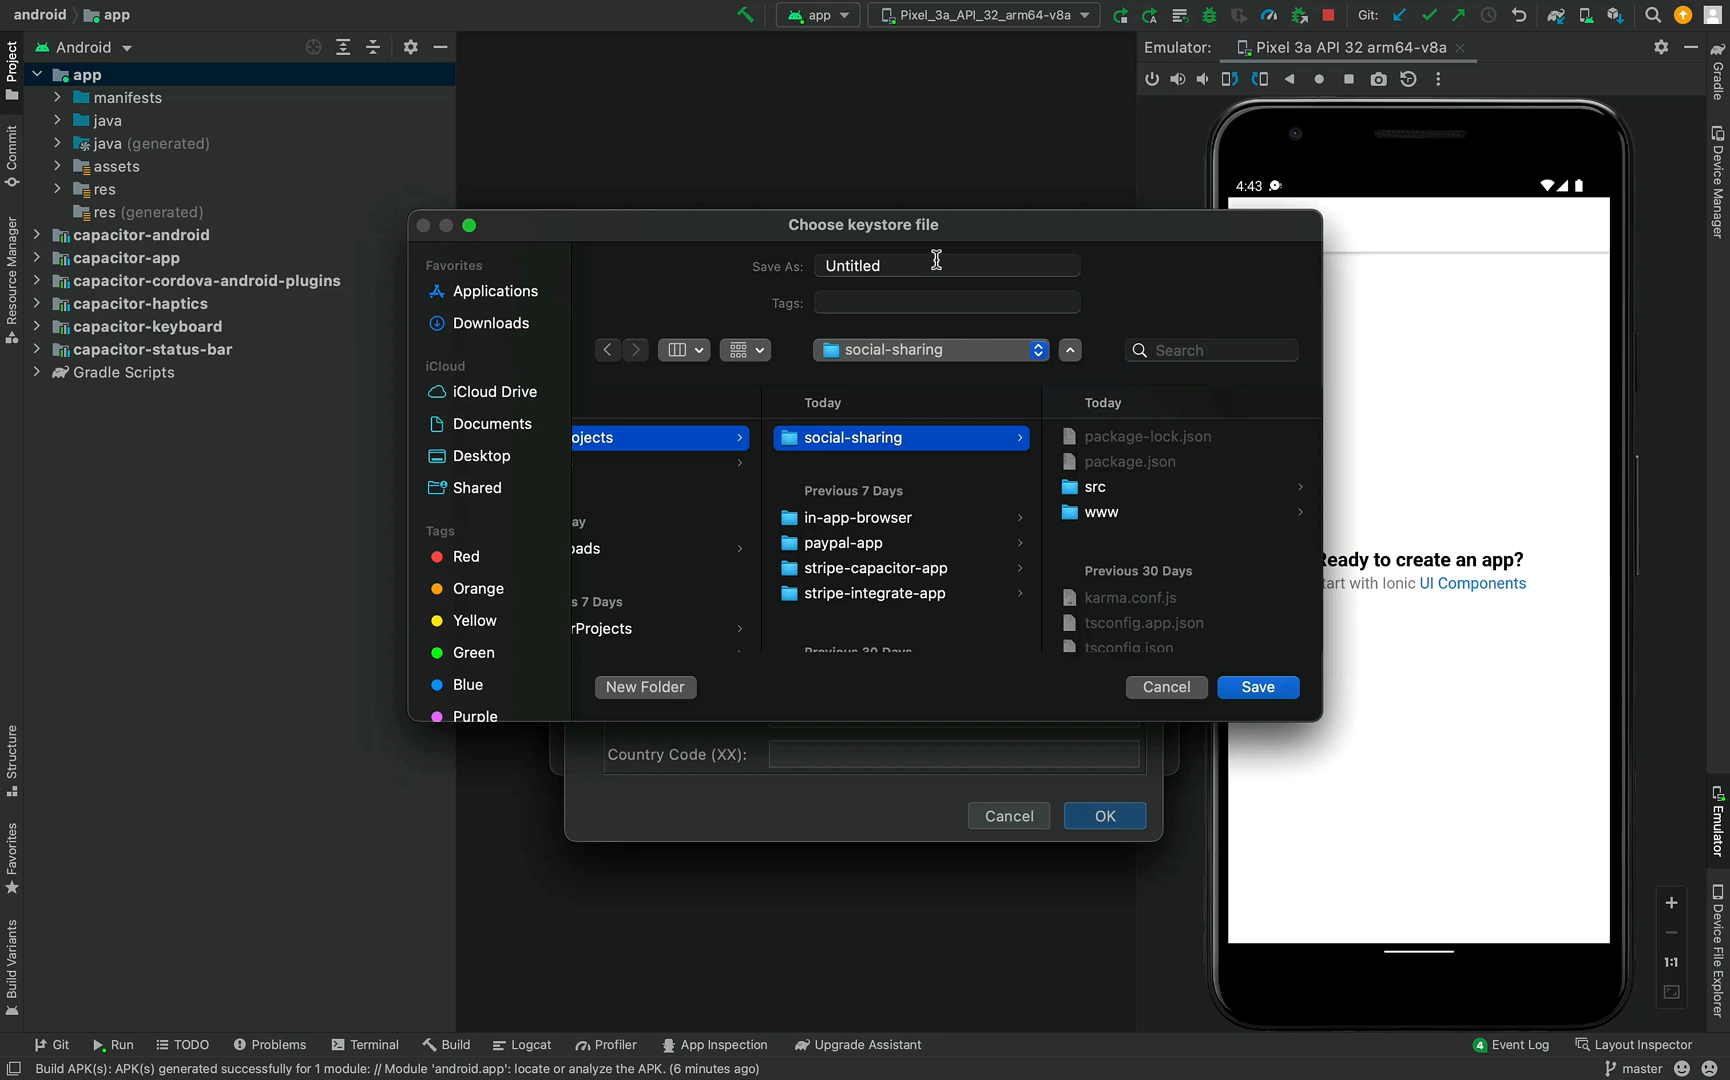 android app
app Pixel_3a_API_32_arm64-v8a Git:
Android
Emulator: Pixel 3a API 32 arm64-v8a
Project
Commit
Resource Manager
Structure
Favorites
Build Variants
app
manifests
java
java (generated)
assets
res
res (generated)
capacitor-android
capacitor-app
capacitor-cordova-android-plugins
capacitor-haptics
capacitor-keyboard
capacitor-status-bar
Gradle Scripts
Choose keystore file
Favorites
Applications
Downloads
iCloud
iCloud Drive
Documents
Desktop
Shared
Tags
Red
Orange
Yellow
Green
Blue
Purple
Save As: Untitled
Tags:
social-sharing
Search
ojects
ay
oads
s 7 Days
rProjects
Today
social-sharing
Previous 7 Days
in-app-browser
paypal-app
stripe-capacitor-app
stripe-integrate-app
Previous 30 Days
Today
package-lock.json
package.json
src
www
Previous 30 Days
karma.conf.js
tsconfig.app.json
tsconfig.json
New Folder
Cancel Save
Country Code (XX):
Cancel OK
4:43
Ready to create an app?
tart with Ionic UI Components
1:1
Gradle
Device Manager
Emulator
Device File Explorer
Git Run TODO Problems Terminal Build Logcat Profiler App Inspection Upgrade Assistant 4 Event Log Layout Inspector
Build APK(s): APK(s) generated successfully for 1 module: // Module 'android.app': locate or analyze the APK. (6 minutes ago) master